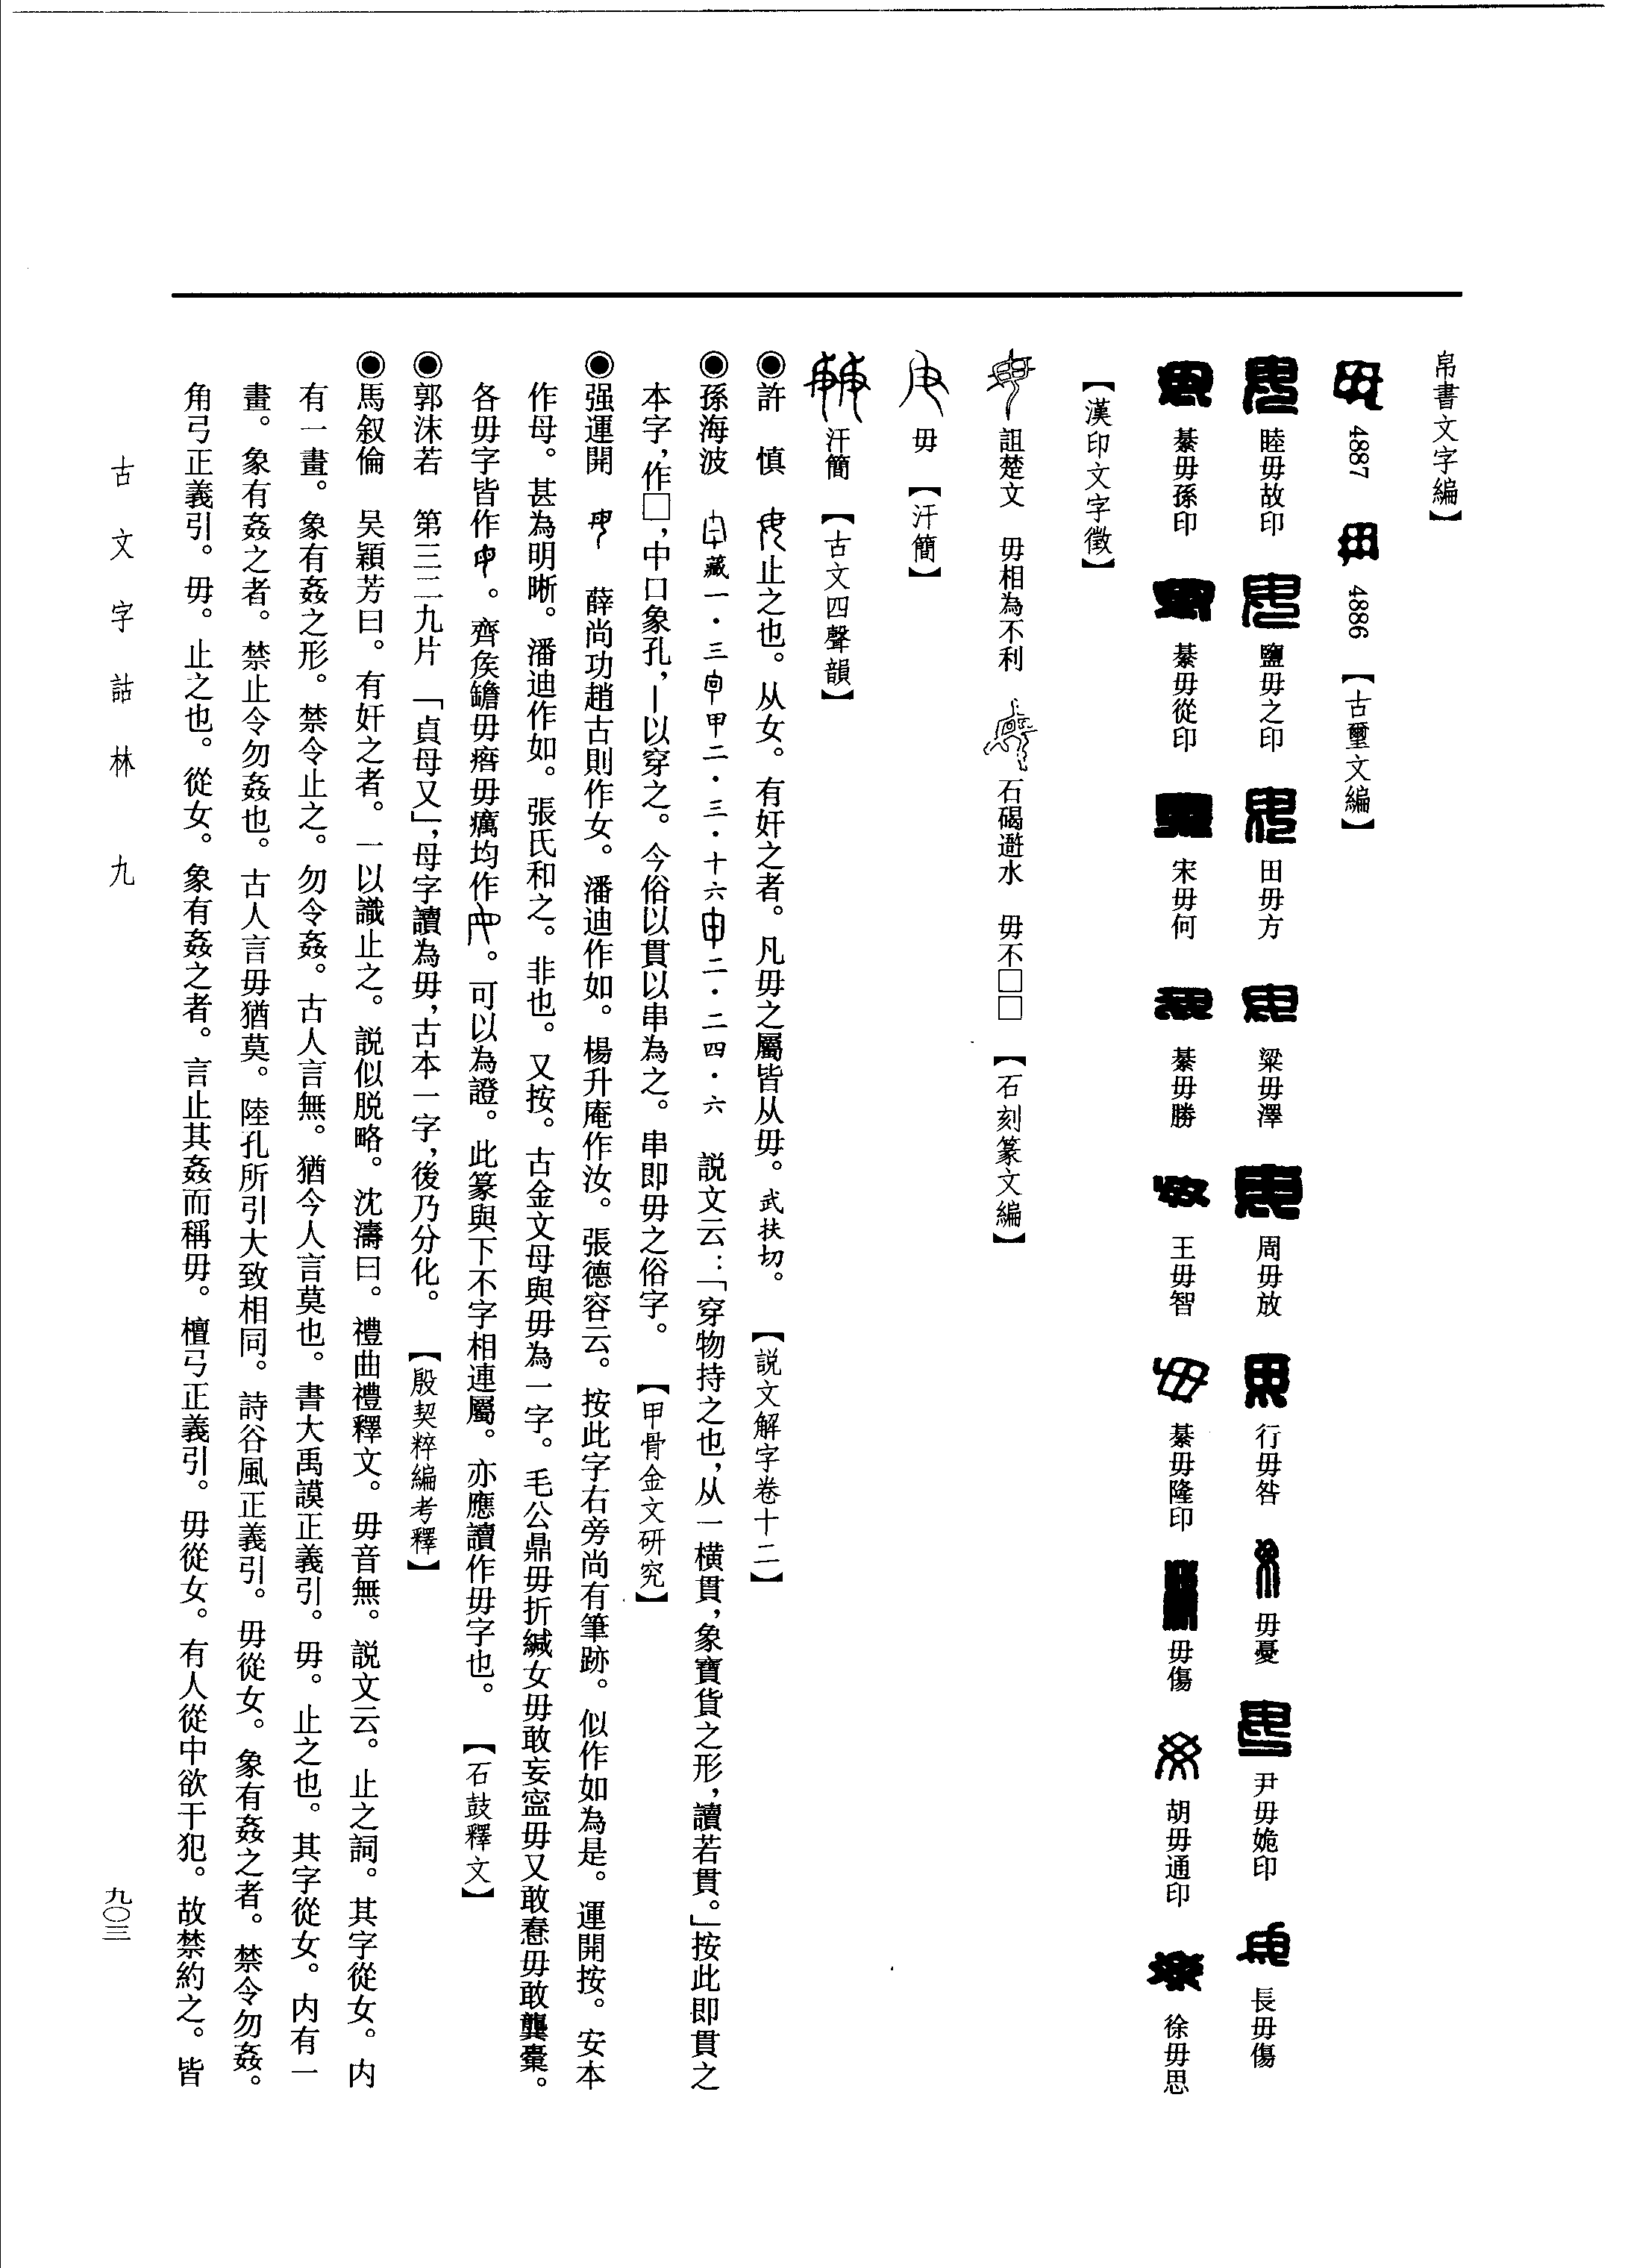 帛書文字編】
4887 4886 【古璽文編】
睦毋故印 鹽毋之印 田毋方 粱毋澤 周毋放 行毋咎 毋憂 尹毋媿印 長毋傷
綦毋孫印 綦毋從印 宋毋何 綦毋勝 王毋智 綦毋隆印 毋傷 胡毋通印 徐毋思
【漢印文字徵】
詛楚文 毋相為不利 石碣避水 毋不□□ 【石刻篆文編】
毋 【汗簡】
汗簡 【古文四聲韻】
◉許 慎 止之也。从女。有奸之者。凡毋之屬皆从毋。武扶切。 【説文解字卷十二】
◉孫海波 藏一·三 甲二·三·十六 二·二四·六 説文云:「穿物持之也,从一橫貫,象寶貨之形,讀若貫。」按此即貫之
本字,作□,中口象孔,丨以穿之。今俗以貫以串為之。串即毌之俗字。 【甲骨金文研究】
◉强運開 薛尚功趙古則作女。潘迪作如。楊升庵作汝。張德容云。按此字右旁尚有筆跡。似作如為是。運開按。安本
作母。甚為明晰。潘迪作如。張氏和之。非也。又按。古金文母與毋為一字。毛公鼎毋折緘女毋敢妄寍毋又敢惷毋敢龔橐。
各毋字皆作 。齊矦罎毋瘠毋癘均作 。可以為證。此篆與下不字相連屬。亦應讀作毋字也。 【石鼓釋文】
◉郭沫若 第三二九片 「貞母又」,母字讀為毋,古本一字,後乃分化。 【殷契粹編考釋】
◉馬叙倫 吴穎芳曰。有奸之者。一以識止之。説似脱略。沈濤曰。禮曲禮釋文。毋音無。説文云。止之詞。其字從女。内
有一畫。象有姦之形。禁令止之。勿令姦。古人言無。猶今人言莫也。書大禹謨正義引。毋。止之也。其字從女。内有一
畫。象有姦之者。禁止令勿姦也。古人言毋猶莫。陸孔所引大致相同。詩谷風正義引。毋從女。象有姦之者。禁令勿姦。
角弓正義引。毋。止之也。從女。象有姦之者。言止其姦而稱毋。檀弓正義引。毋從女。有人從中欲干犯。故禁約之。皆
古文字詁林 九
九〇三